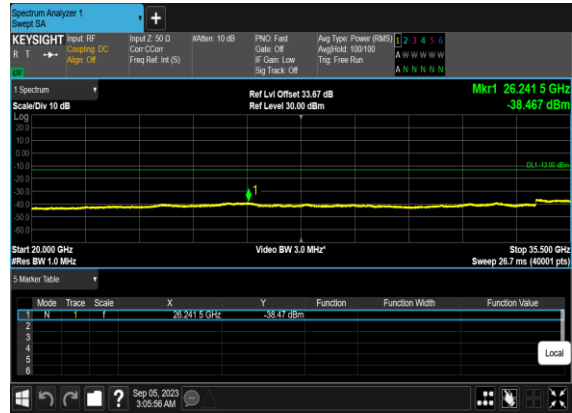 Spectrum Analyzer 1
Swept SA
+
KEYSIGHT
R T
Input: RF
Coupling: DC
Align: Off
Input Z: 50 Ω
Corr CCorr
Freq Ref: Int (S)
#Atten: 10 dB
PNO: Fast
Gate: Off
IF Gain: Low
Sig Track: Off
Avg Type: Power (RMS)
Avg|Hold: 100/100
Trig: Free Run
1 2 3 4 5 6
A W W W W W
A N N N N N
1 Spectrum
Scale/Div 10 dB
Ref Lvl Offset 33.67 dB
Ref Level 30.00 dBm
Mkr1 26.241 5 GHz
-38.467 dBm
Log
20.0
10.0
0.00
-10.0
DL1 -13.00 dBm
-20.0
-30.0
1
-40.0
-50.0
-60.0
Start 20.000 GHz
#Res BW 1.0 MHz
Video BW 3.0 MHz*
Stop 35.500 GHz
Sweep 26.7 ms (40001 pts)
5 Marker Table
Mode Trace Scale X Y Function Function Width Function Value
1 N 1 f 26.241 5 GHz -38.47 dBm
2
3
4
5
6
Local
? Sep 05, 2023
3:05:56 AM